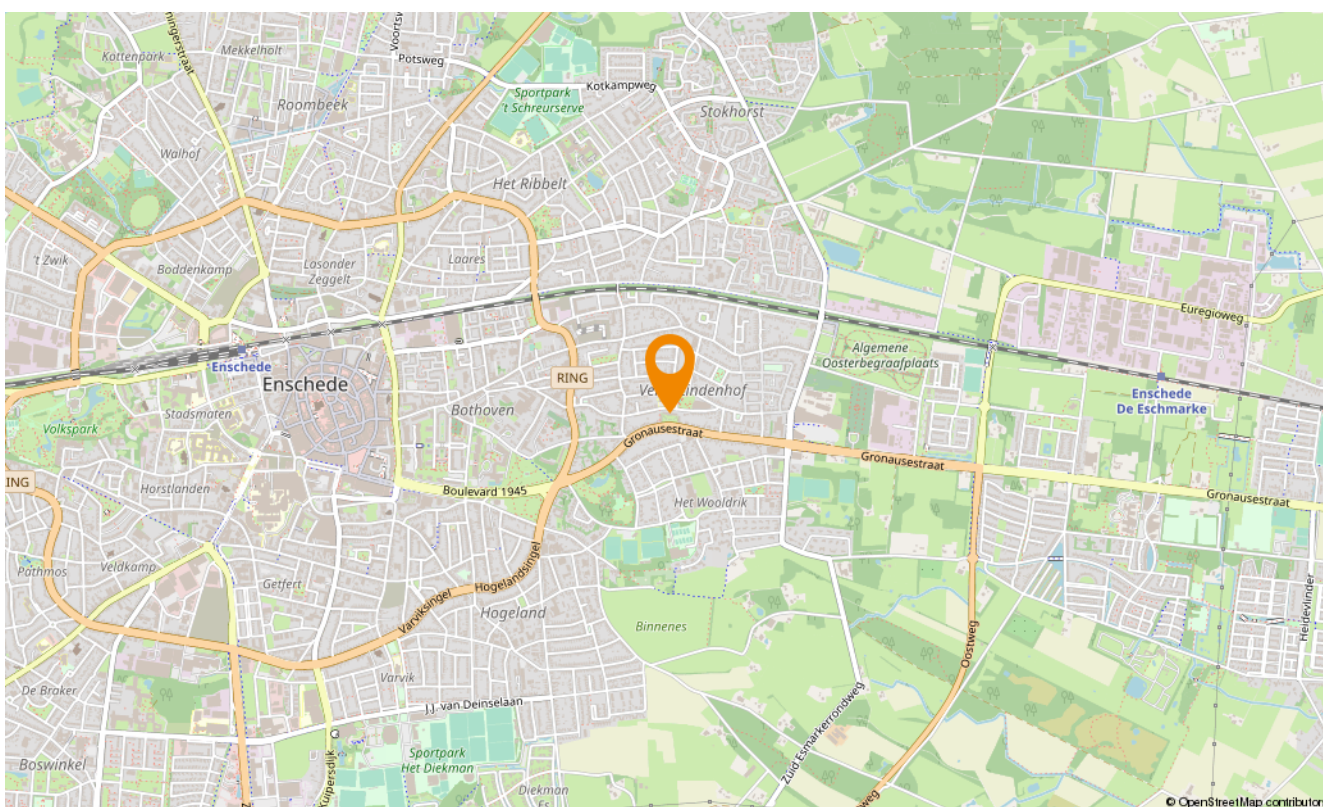 Kottenpark
Mekkelholt
Potsweg
Kotkampweg
Sportpark
't Schreurserve
Roombeek
Stokhorst
Walhof
Het Ribbelt
't Zwik
Boddenkamp
Lasonder
Zeggelt
Laares
Euregioweg
Enschede
Enschede
RING
Algemene
Oosterbegraafplaats
Enschede
De Eschmarke
Stadsmaten
Bothoven
Volkspark
Gronausestraat
Gronausestraat
Gronausestraat
Horstlanden
Boulevard 1945
Het Wooldrik
Pathmos
Veldkamp
Getfert
Hogelandsingel
Varviksingel
Hogeland
Binnenes
Heidevlinder
Oostweg
De Braker
Varvik
J.J. van Deinselaan
Zuid Esmarkerrondweg
Sportpark
Het Diekman
Boswinkel
Diekman
Es
© OpenStreetMap contributor